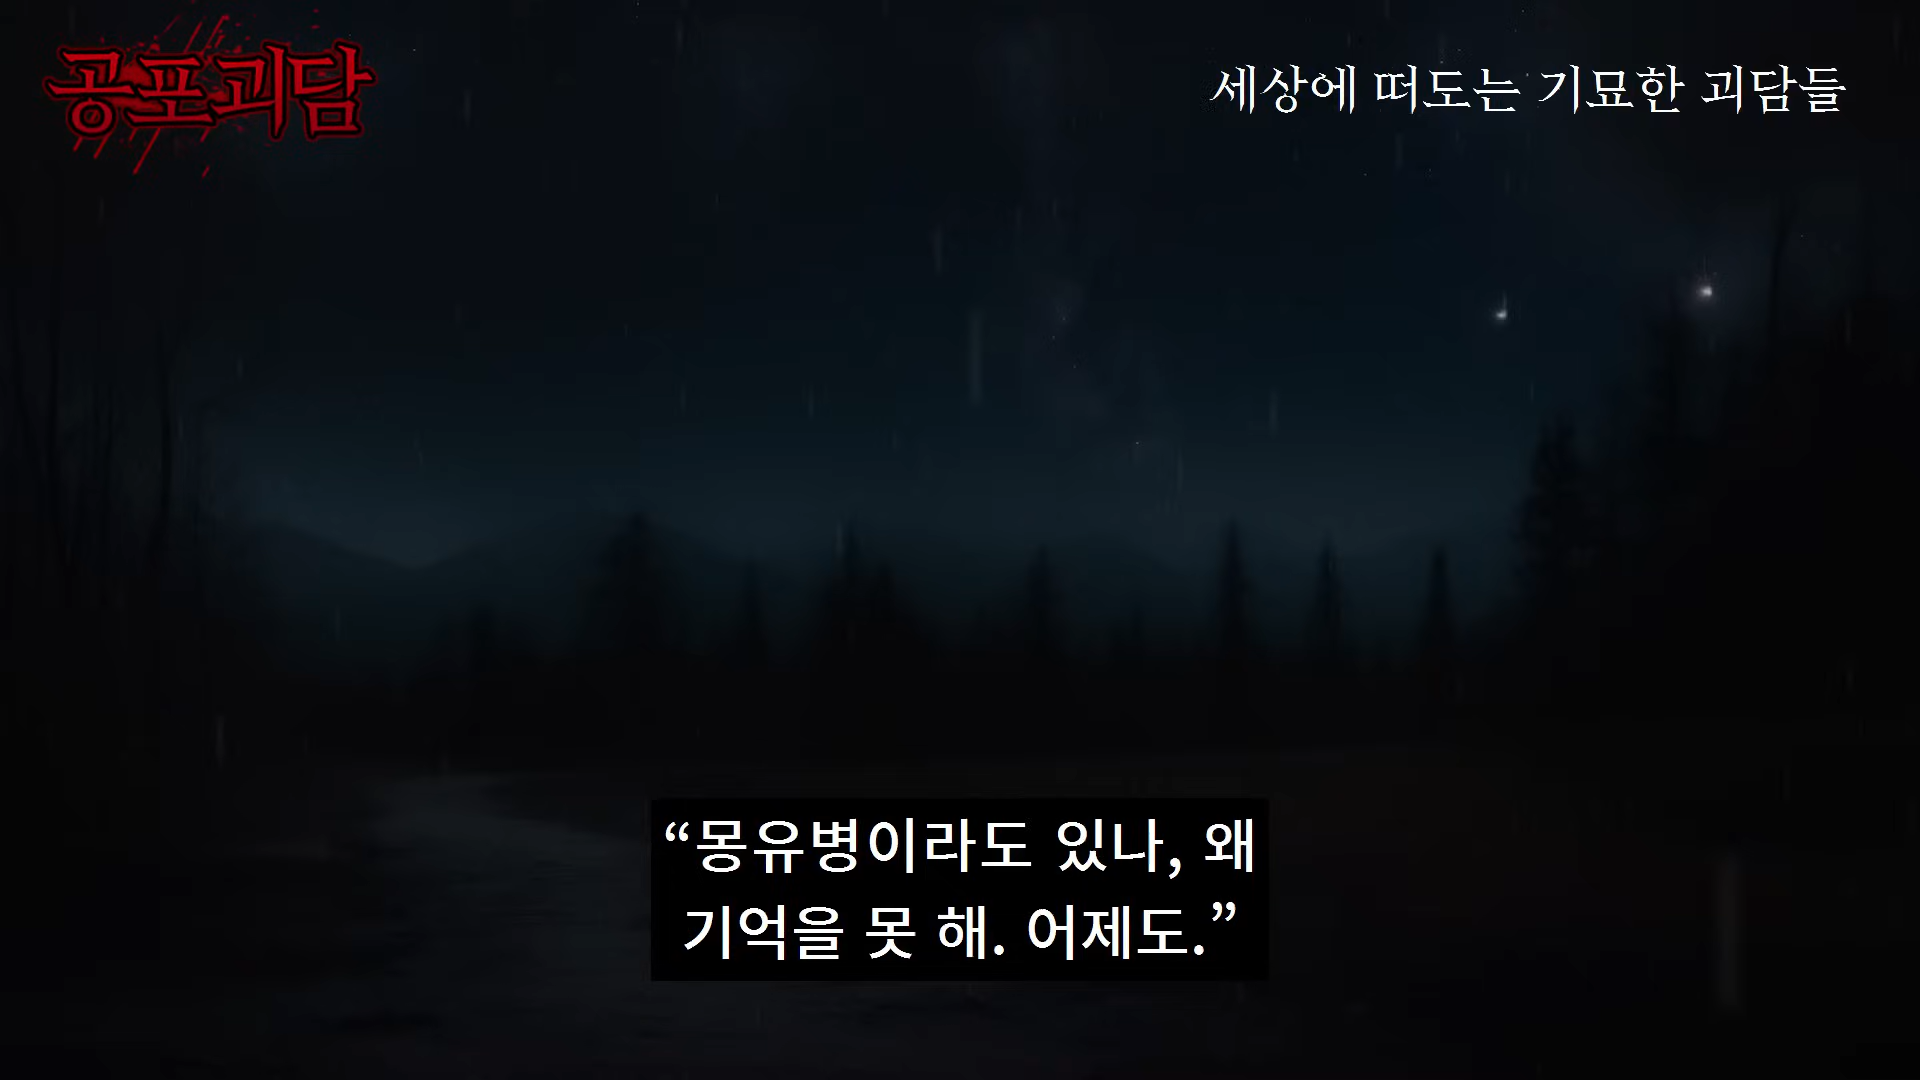 공포괴담
세상에 떠도는 기묘한 괴담들
“몽유병이라도 있나, 왜
기억을 못 해. 어제도.”